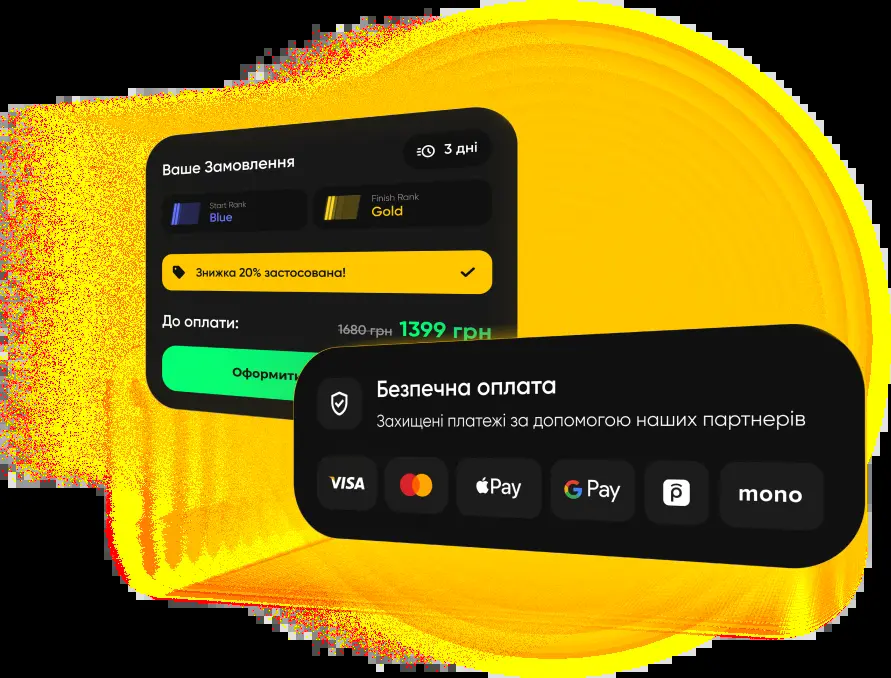 Ваше Замовлення
3 дні
Start Rank
Blue
Finish Rank
Gold
Знижка 20% застосована!
До оплати:
1680 грн 1399 грн
Оформити
Безпечна оплата
Захищені платежі за допомогою наших партнерів
VISA
Pay
G Pay
mono